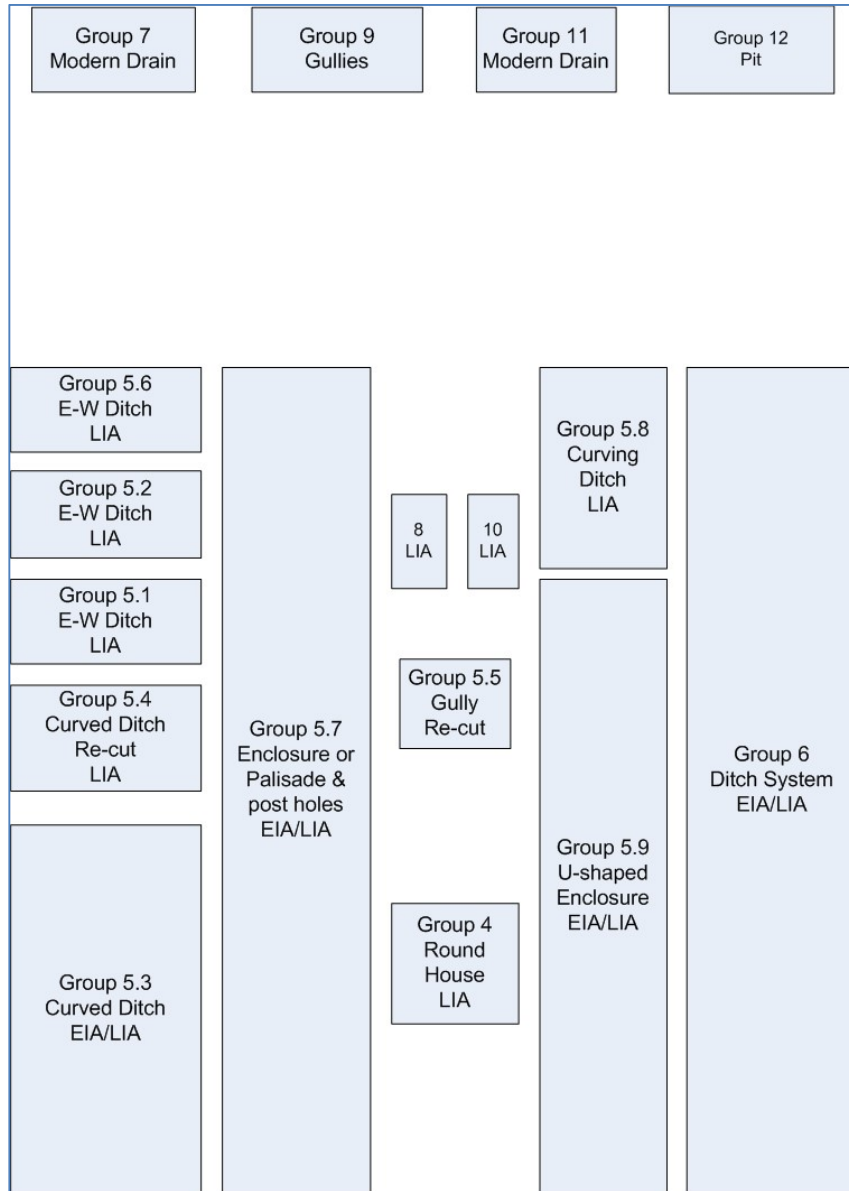 Group 7
Modern Drain
Group 9
Gullies
Group 11
Modern Drain
Group 12
Pit
Group 5.6
E-W Ditch
LIA
Group 5.2
E-W Ditch
LIA
Group 5.1
E-W Ditch
LIA
Group 5.4
Curved Ditch
Re-cut
LIA
Group 5.3
Curved Ditch
EIA/LIA
Group 5.7
Enclosure or
Palisade &
post holes
EIA/LIA
8
LIA
10
LIA
Group 5.5
Gully
Re-cut
Group 4
Round
House
LIA
Group 5.8
Curving
Ditch
LIA
Group 5.9
U-shaped
Enclosure
EIA/LIA
Group 6
Ditch System
EIA/LIA